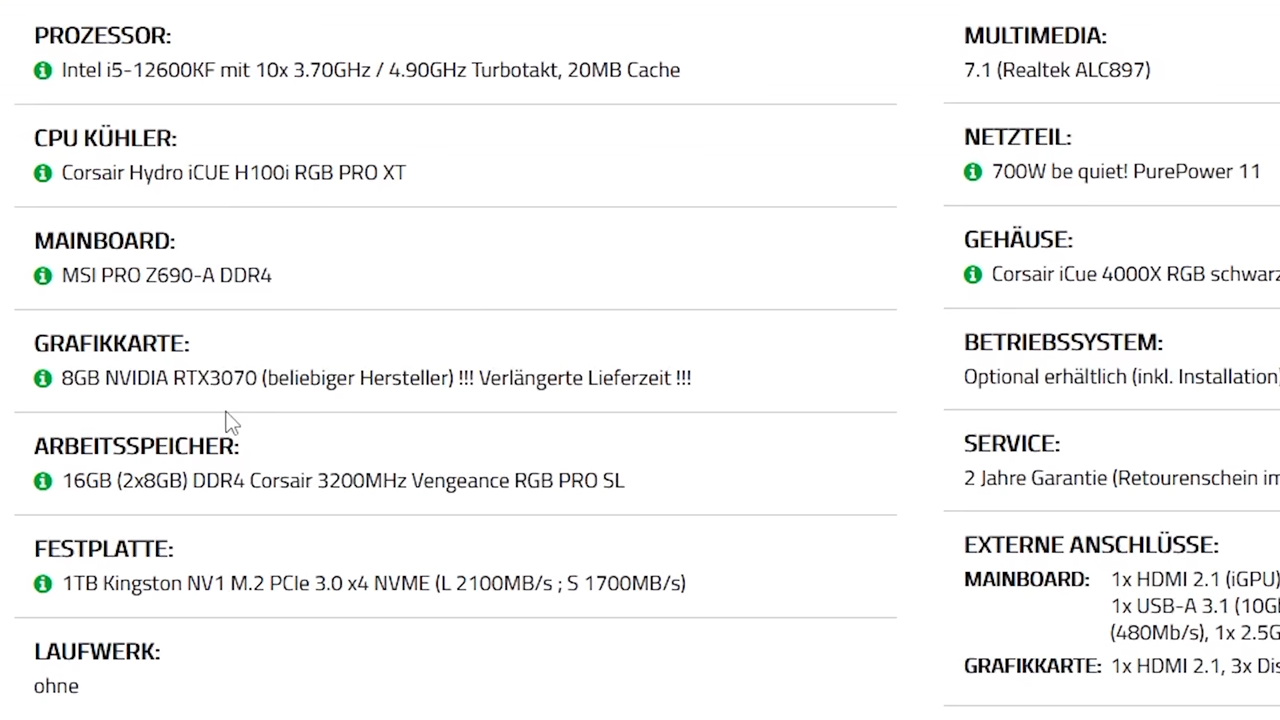 PROZESSOR:
Intel i5-12600KF mit 10x 3.70GHz / 4.90GHz Turbotakt, 20MB Cache
CPU KÜHLER:
Corsair Hydro iCUE H100i RGB PRO XT
MAINBOARD:
MSI PRO Z690-A DDR4
GRAFIKKARTE:
8GB NVIDIA RTX3070 (beliebiger Hersteller) !!! Verlängerte Lieferzeit !!!
ARBEITSSPEICHER:
16GB (2x8GB) DDR4 Corsair 3200MHz Vengeance RGB PRO SL
FESTPLATTE:
1TB Kingston NV1 M.2 PCIe 3.0 x4 NVME (L 2100MB/s ; S 1700MB/s)
LAUFWERK:
ohne
MULTIMEDIA:
7.1 (Realtek ALC897)
NETZTEIL:
700W be quiet! PurePower 11
GEHÄUSE:
Corsair iCue 4000X RGB schwarz
BETRIEBSSYSTEM:
Optional erhältlich (inkl. Installation)
SERVICE:
2 Jahre Garantie (Retourenschein im
EXTERNE ANSCHLÜSSE:
MAINBOARD: 1x HDMI 2.1 (iGPU)
1x USB-A 3.1 (10G
(480Mb/s), 1x 2.5G
GRAFIKKARTE: 1x HDMI 2.1, 3x